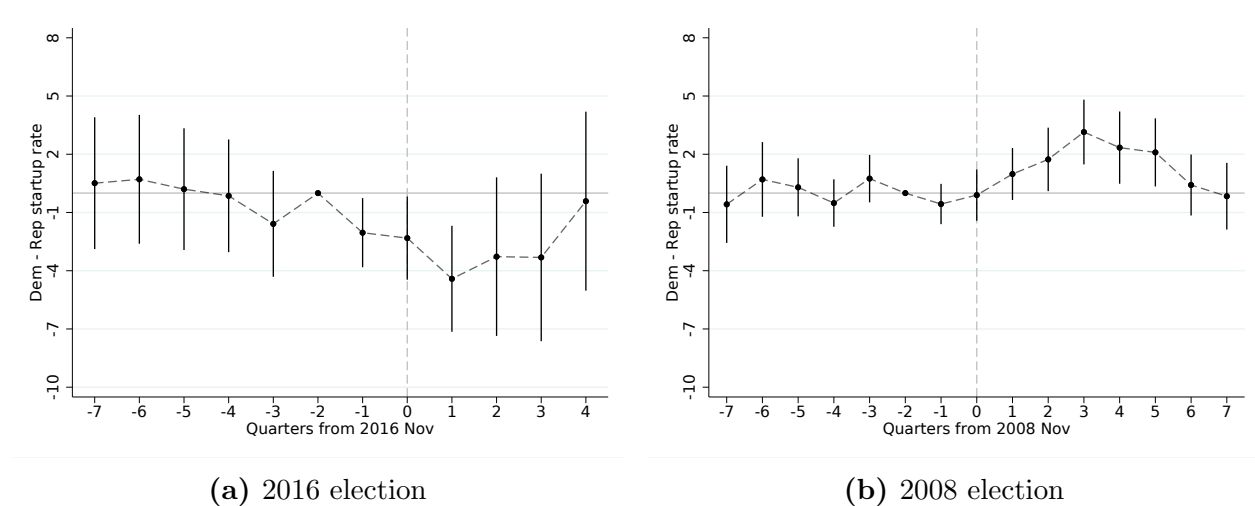 8
5
2
-1
-4
-7
-10
Dem - Rep startup rate
-7 -6 -5 -4 -3 -2 -1 0 1 2 3 4
Quarters from 2016 Nov
(a) 2016 election
8
5
2
-1
-4
-7
-10
Dem - Rep startup rate
-7 -6 -5 -4 -3 -2 -1 0 1 2 3 4 5 6 7
Quarters from 2008 Nov
(b) 2008 election